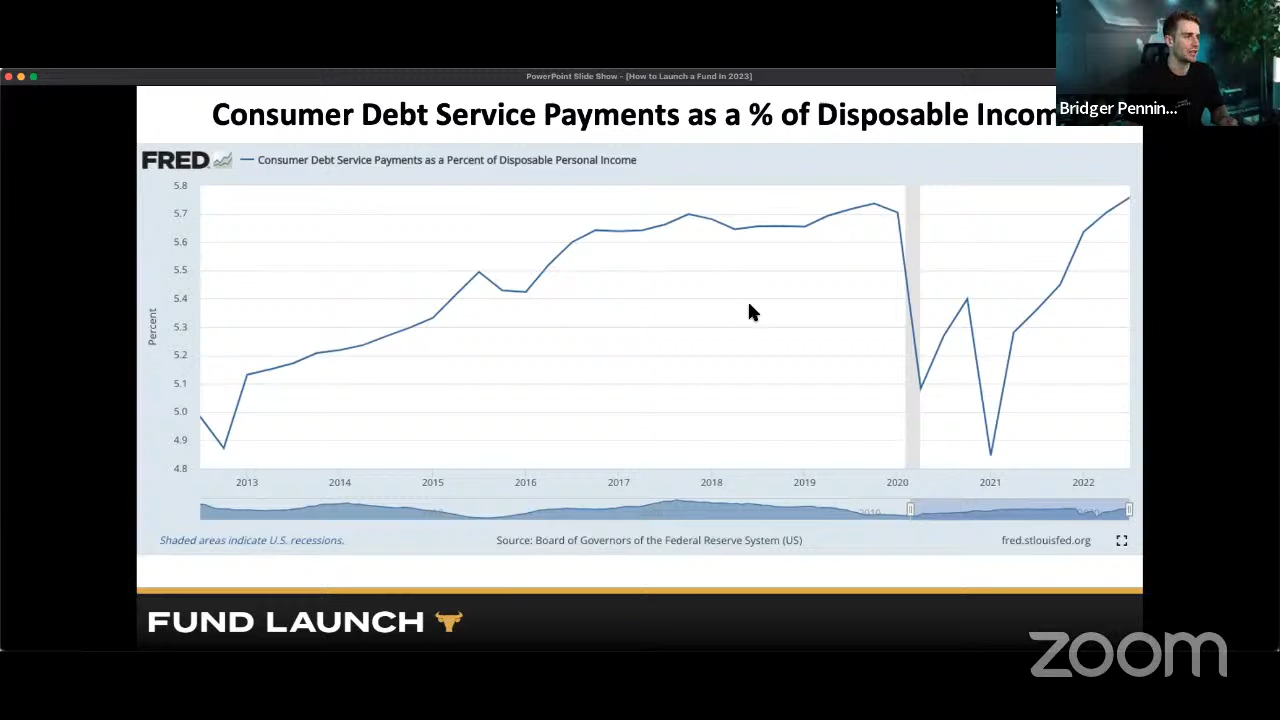 PowerPoint Slide Show - [How to Launch a Fund In 2023]
Bridger Pennin...
Consumer Debt Service Payments as a % of Disposable Incom
FRED
Consumer Debt Service Payments as a Percent of Disposable Personal Income
5.8
5.7
5.6
5.5
5.4
5.3
5.2
5.1
5.0
4.9
4.8
Percent
2013 2014 2015 2016 2017 2018 2019 2020 2021 2022
2010
Shaded areas indicate U.S. recessions.
Source: Board of Governors of the Federal Reserve System (US)
fred.stlouisfed.org
FUND LAUNCH
zoom